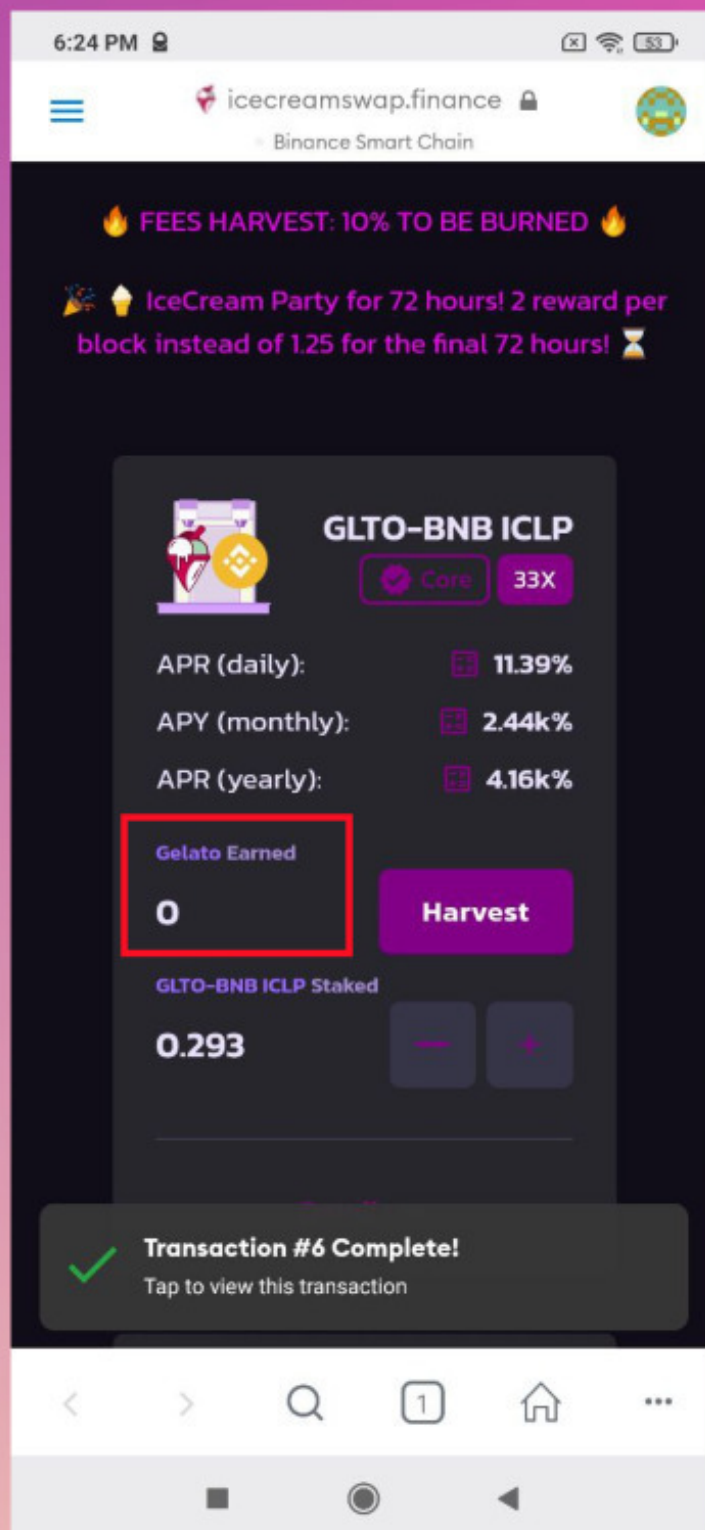 6:24 PM
53
icecreamswap.finance
Binance Smart Chain
🔥 FEES HARVEST: 10% TO BE BURNED 🔥
🎉 🍦 IceCream Party for 72 hours! 2 reward per
block instead of 1.25 for the final 72 hours! ⏳
GLTO-BNB ICLP
Core 33X
APR (daily): 11.39%
APY (monthly): 2.44k%
APR (yearly): 4.16k%
Gelato Earned
0
Harvest
GLTO-BNB ICLP Staked
0.293
Transaction #6 Complete!
Tap to view this transaction
1